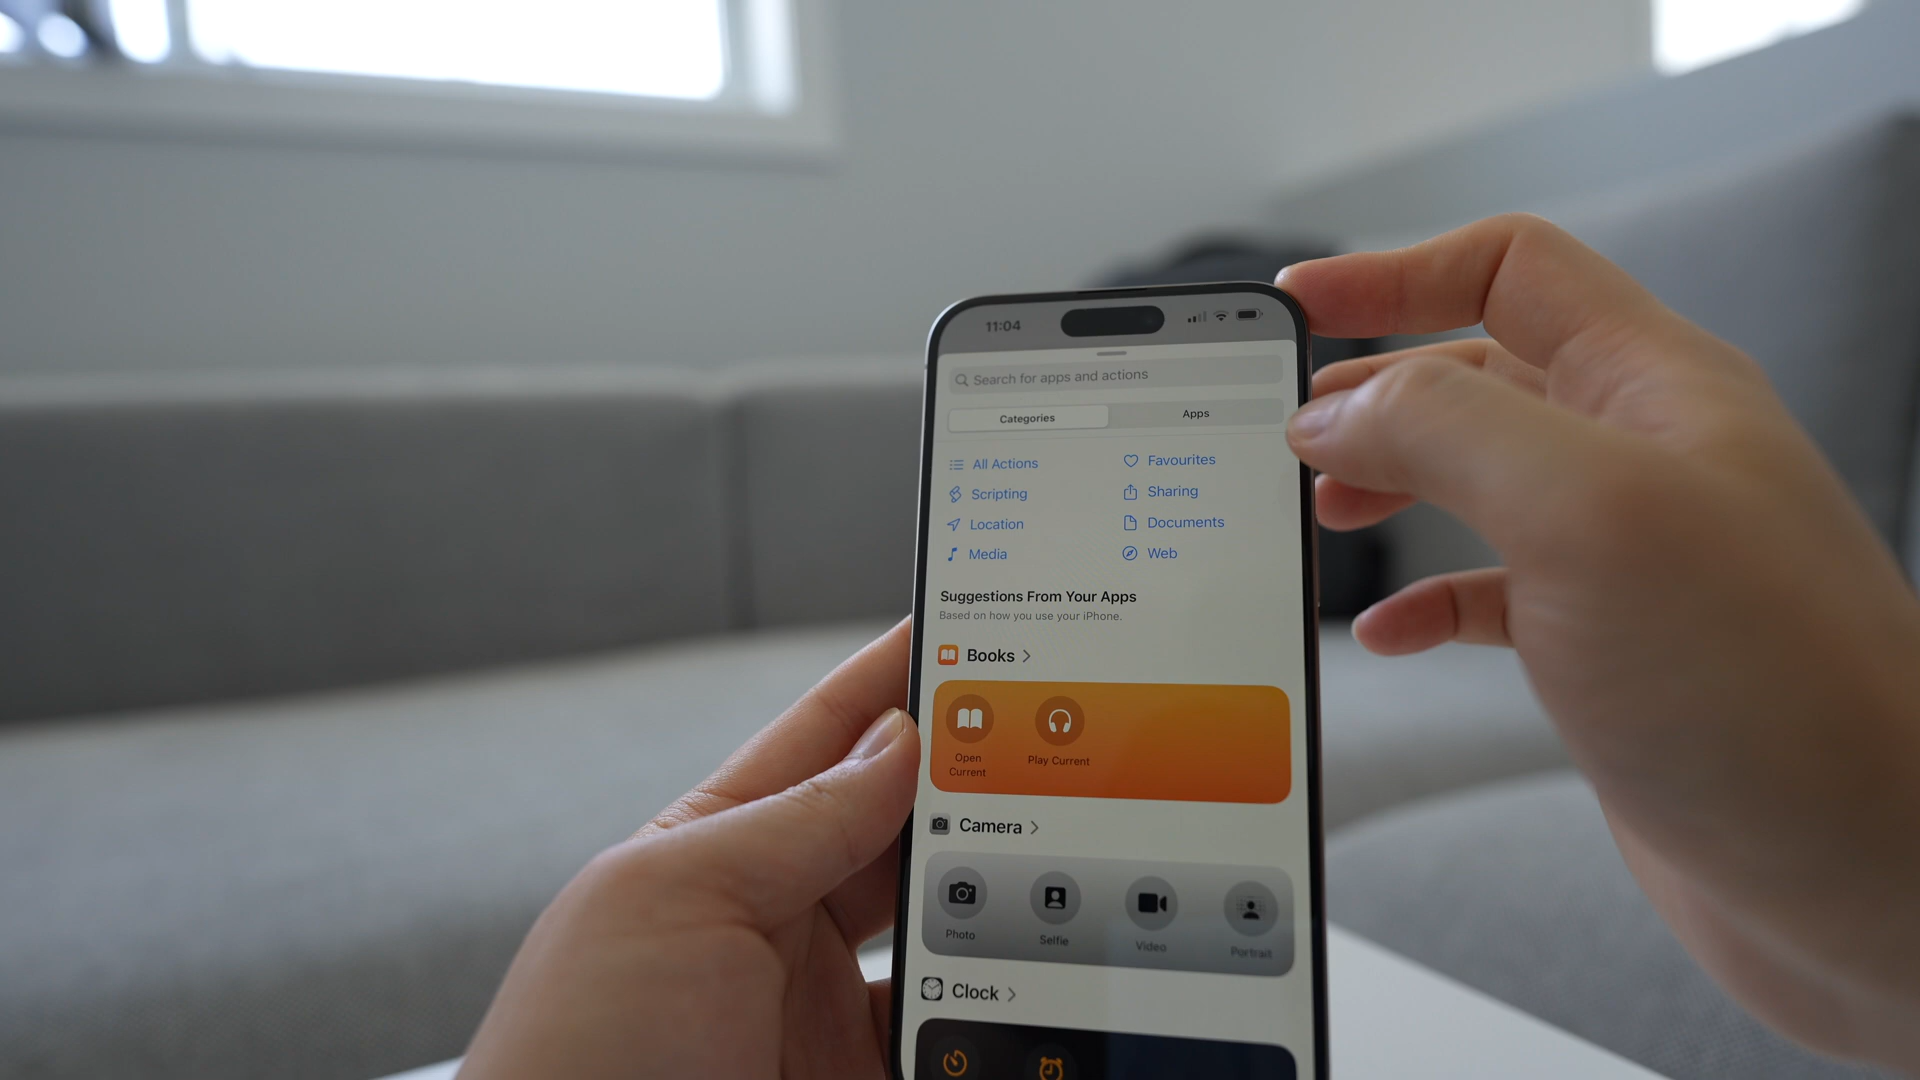 11:04
Search for apps and actions
Categories
Apps
All Actions
Favourites
Scripting
Sharing
Location
Documents
Media
Web
Suggestions From Your Apps
Based on how you use your iPhone.
Books
Open
Current
Play Current
Camera
Photo
Selfie
Video
Portrait
Clock